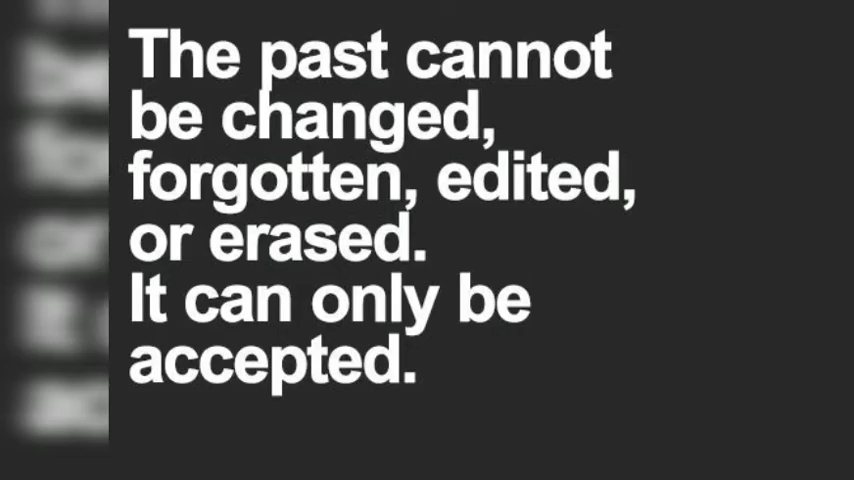 The past cannot
be changed,
forgotten, edited,
or erased.
It can only be
accepted.